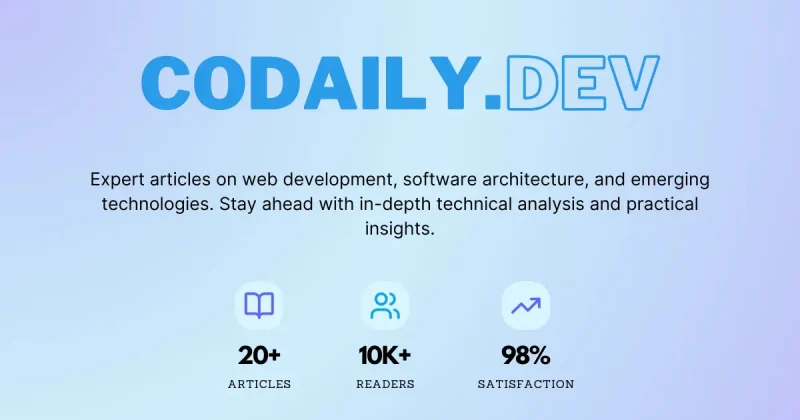 CODAILY.DEV
Expert articles on web development, software architecture, and emerging
technologies. Stay ahead with in-depth technical analysis and practical
insights.
20+ 10K+ 98%
ARTICLES READERS SATISFACTION